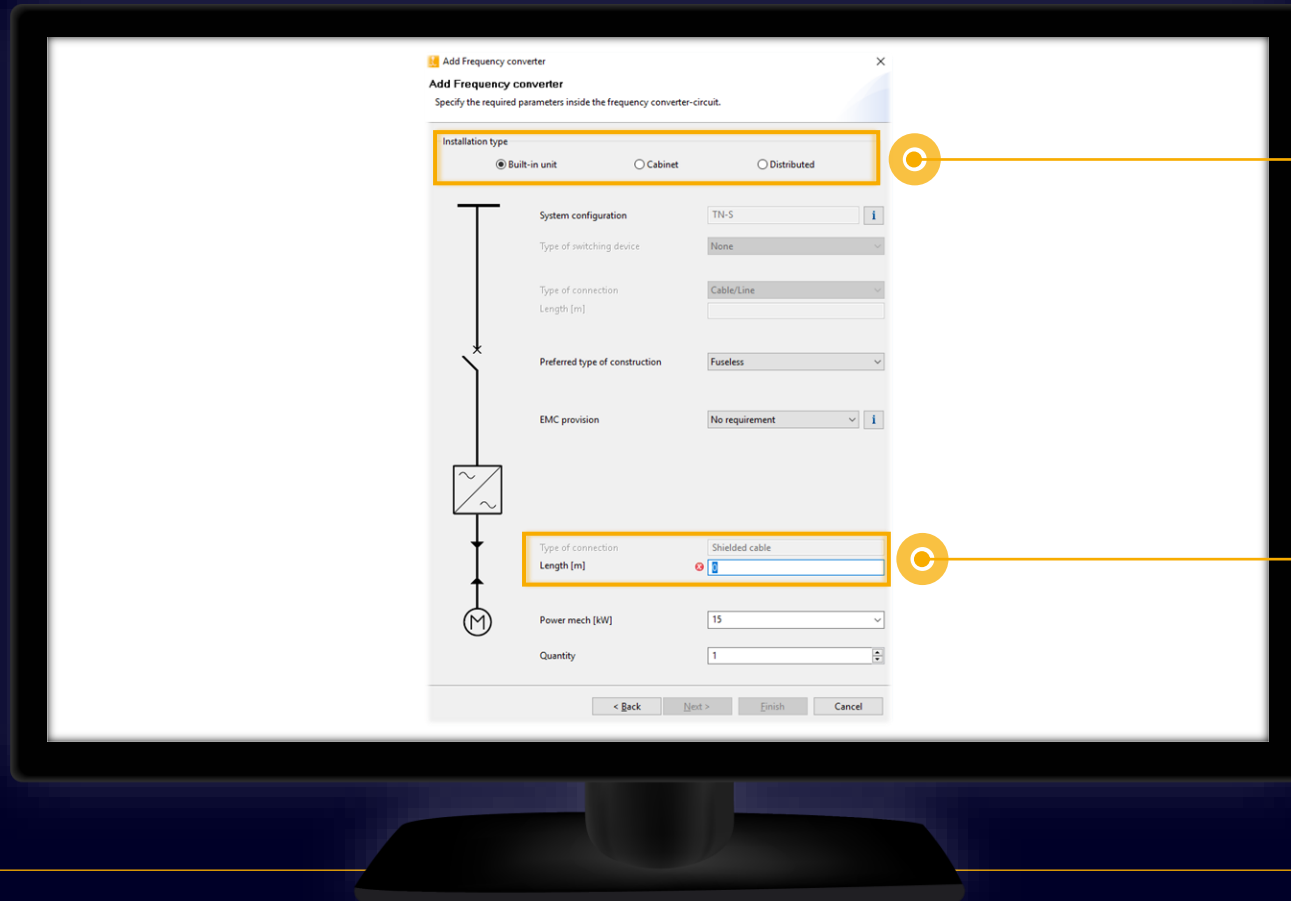 Add Frequency converter
Add Frequency converter
Specify the required parameters inside the frequency converter-circuit.
Installation type
Built-in unit Cabinet Distributed
System configuration TN-S i
Type of switching device None
Type of connection Cable/Line
Length [m]
Preferred type of construction Fuseless
EMC provision No requirement i
Type of connection Shielded cable
Length [m] 0
M
Power mech [kW] 15
Quantity 1
< Back Next > Finish Cancel